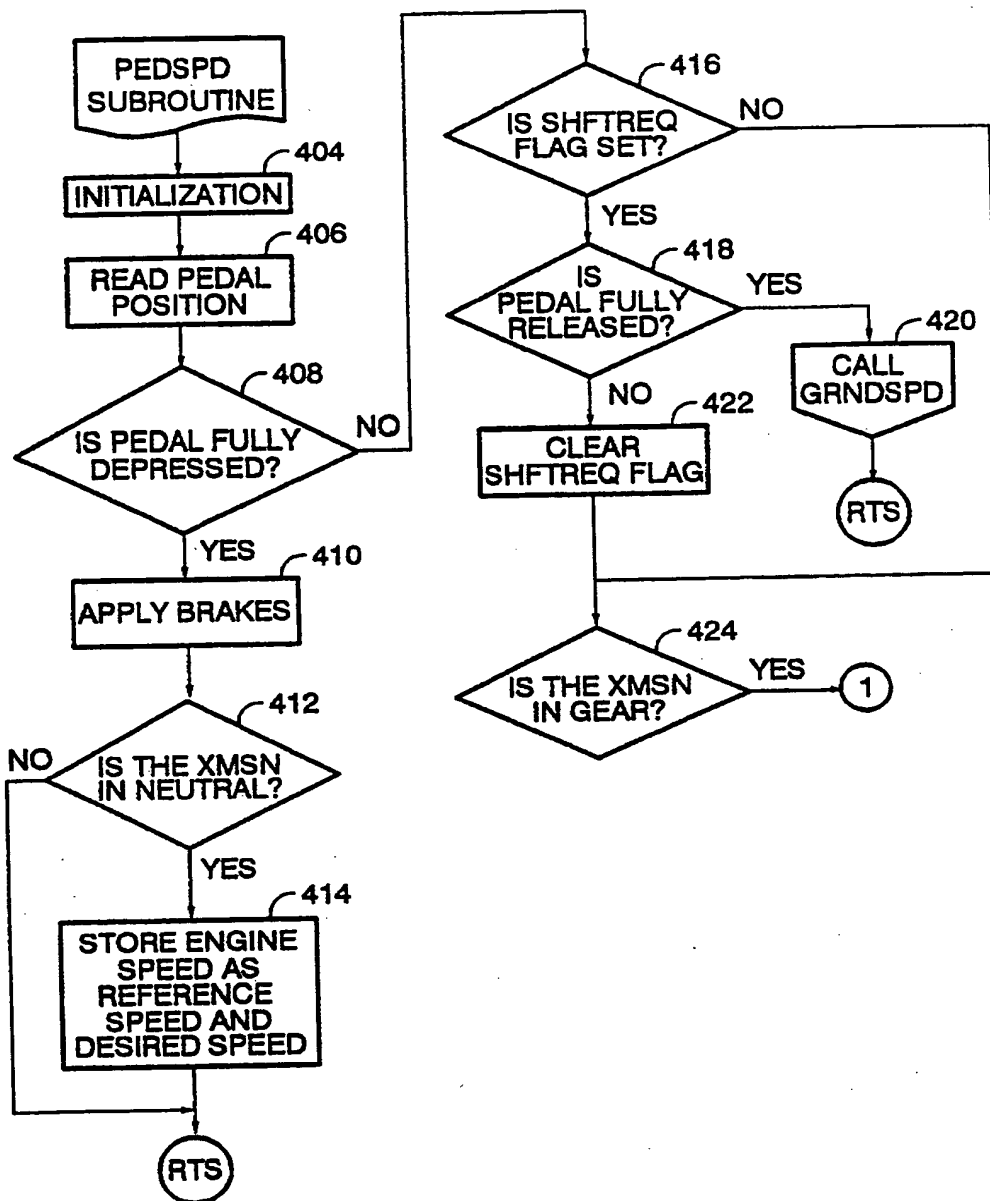 PEDSPD
SUBROUTINE
404
INITIALIZATION
406
READ PEDAL
POSITION
408
IS PEDAL FULLY
DEPRESSED?
NO
YES
410
APPLY BRAKES
412
NO
IS THE XMSN
IN NEUTRAL?
YES
414
STORE ENGINE
SPEED AS
REFERENCE
SPEED AND
DESIRED SPEED
RTS
416
NO
IS SHFTREQ
FLAG SET?
YES
418
IS
PEDAL FULLY
RELEASED?
YES
420
CALL
GRNDSPD
RTS
NO
422
CLEAR
SHFTREQ FLAG
424
IS THE XMSN
IN GEAR?
YES
1